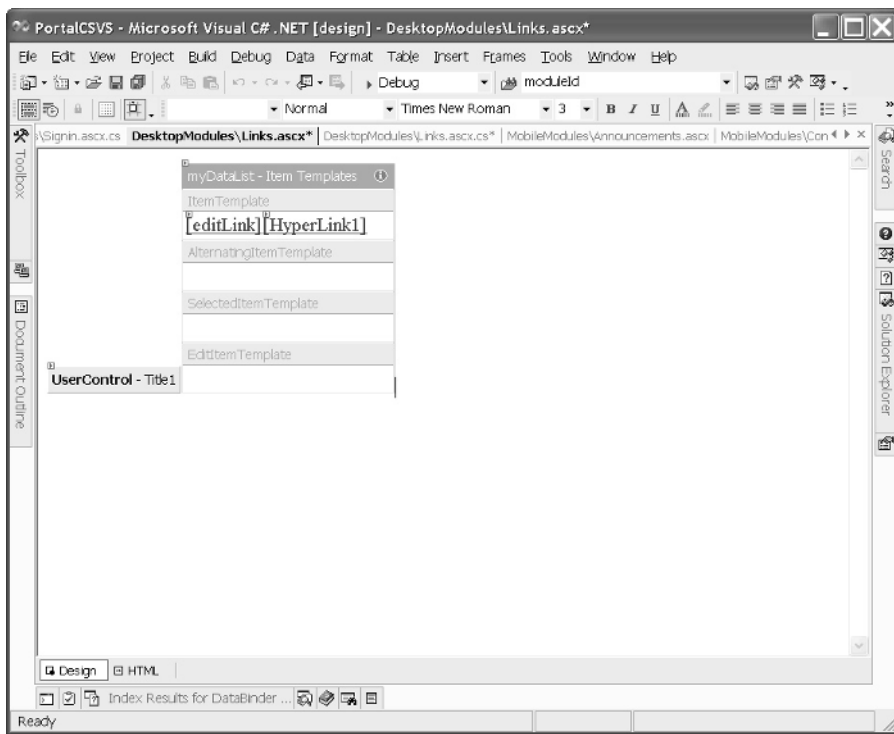 PortalCSVS - Microsoft Visual C# .NET [design] - DesktopModules\Links.ascx*
File Edit View Project Build Debug Data Format Table Insert Frames Tools Window Help
Debug moduleId
Normal Times New Roman 3 B I U
\Signin.ascx.cs DesktopModules\Links.ascx* DesktopModules\Links.ascx.cs* MobileModules\Announcements.ascx MobileModules\Con
Toolbox
Document Outline
myDataList - Item Templates
ItemTemplate
[editLink][HyperLink1]
AlternatingItemTemplate
SelectedItemTemplate
EditItemTemplate
UserControl - Title1
Search
Solution Explorer
Design HTML
Index Results for DataBinder ...
Ready